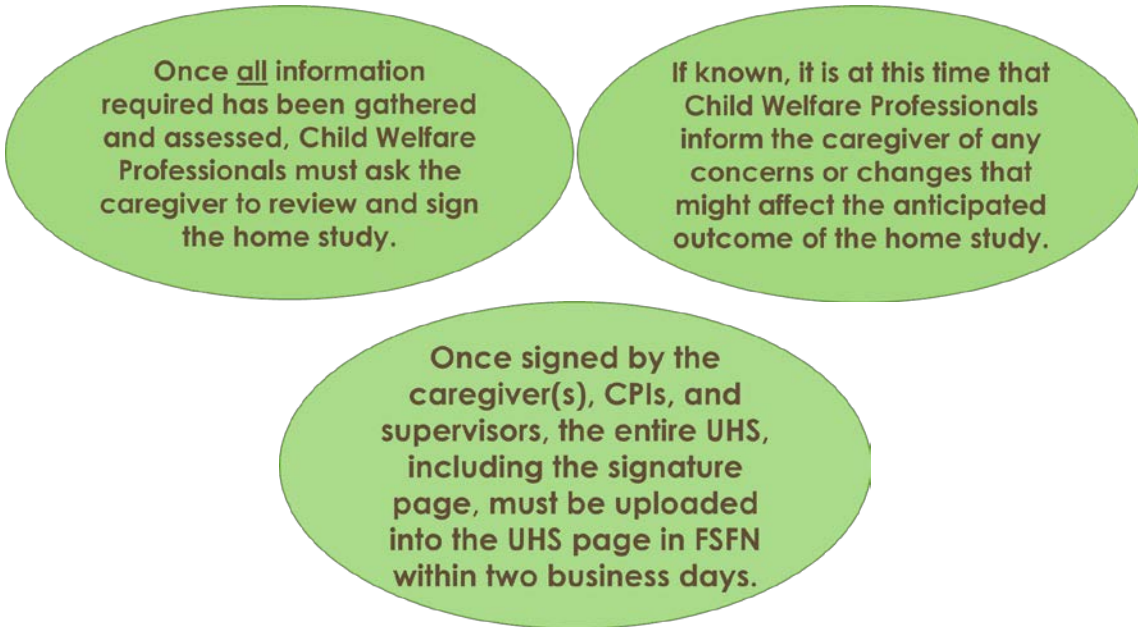 Once all information
required has been gathered
and assessed, Child Welfare
Professionals must ask the
caregiver to review and sign
the home study.
If known, it is at this time that
Child Welfare Professionals
inform the caregiver of any
concerns or changes that
might affect the anticipated
outcome of the home study.
Once signed by the
caregiver(s), CPIs, and
supervisors, the entire UHS,
including the signature
page, must be uploaded
into the UHS page in FSFN
within two business days.